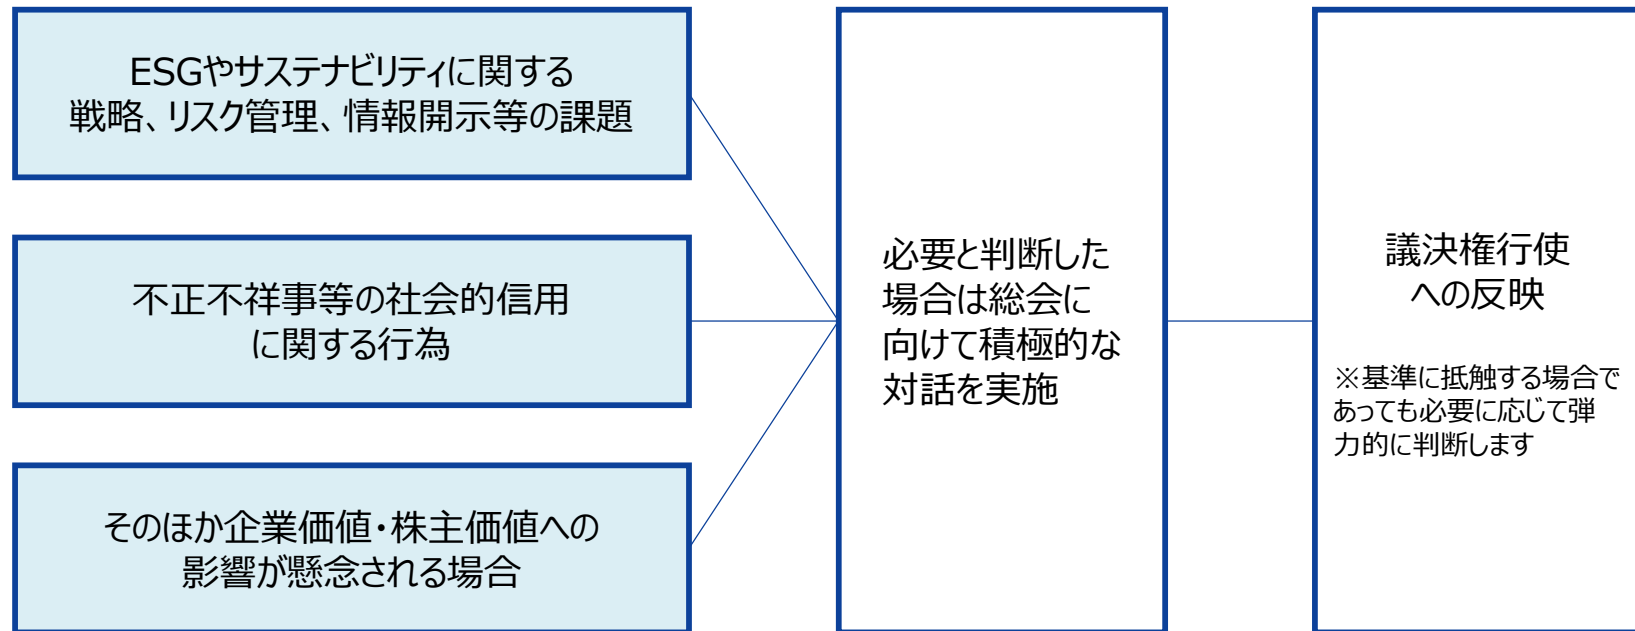 ESGやサステナビリティに関する
戦略、リスク管理、情報開示等の課題
不正不祥事等の社会的信用
に関する行為
そのほか企業価値・株主価値への
影響が懸念される場合
必要と判断した
場合は総会に
向けて積極的な
対話を実施
議決権行使
への反映
※基準に抵触する場合で
あっても必要に応じて弾
力的に判断します